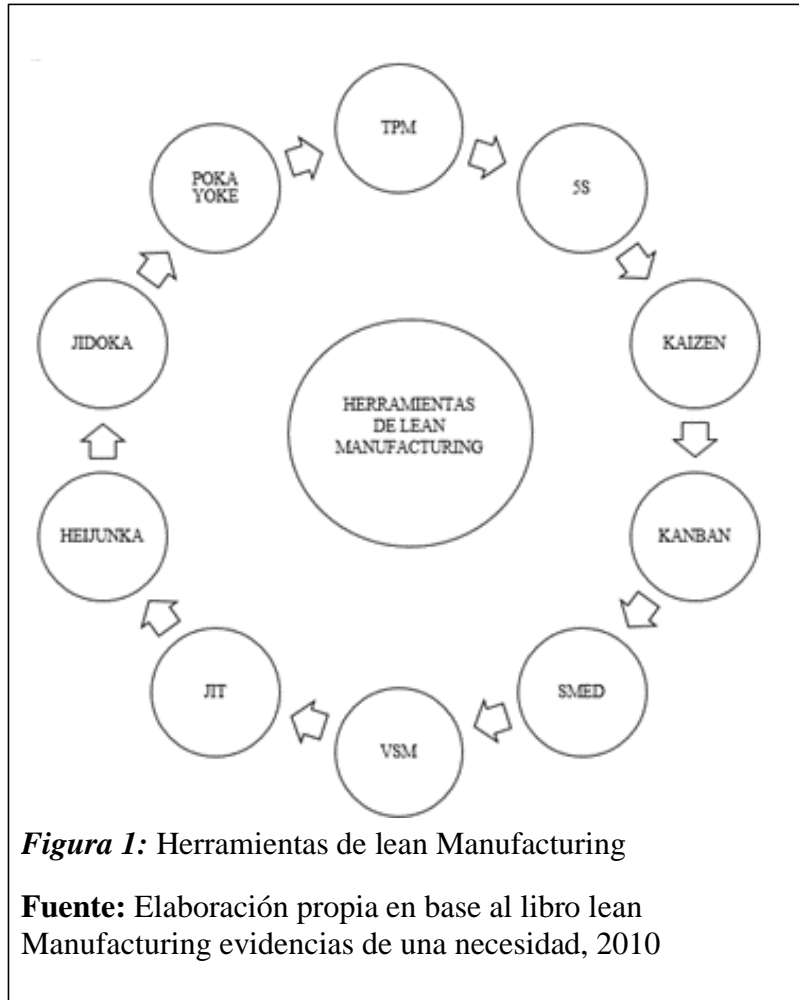 TPM
5S
KAIZEN
KANBAN
SMED
VSM
JIT
HEIJUNKA
JIDOKA
POKA
YOKE
HERRAMIENTAS
DE LEAN
MANUFACTURING
Figura 1: Herramientas de lean Manufacturing
Fuente: Elaboración propia en base al libro lean
Manufacturing evidencias de una necesidad, 2010